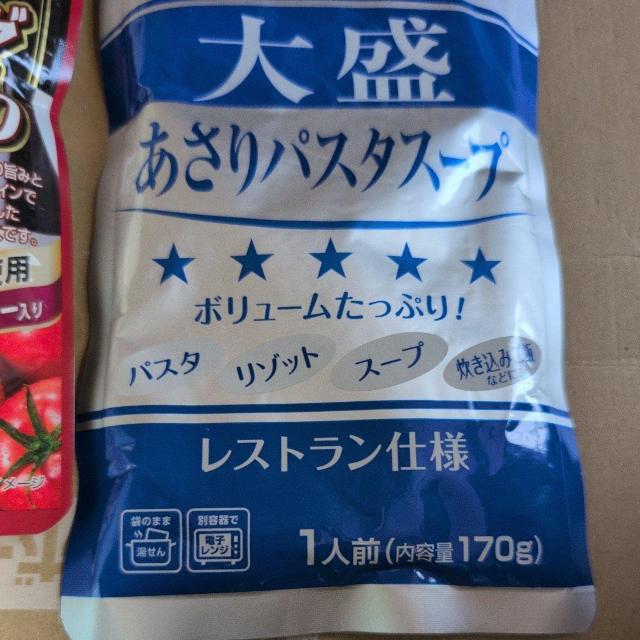 大盛
あさりパスタスープ
★★★★★
ボリュームたっぷり!
パスタ リゾット スープ 炊き込み
など
レストラン仕様
袋のまま
湯せん
別容器で
電子
レンジ
1人前(内容量170g)
旨みと
インで
した
です。
使用
ー入り
メージ